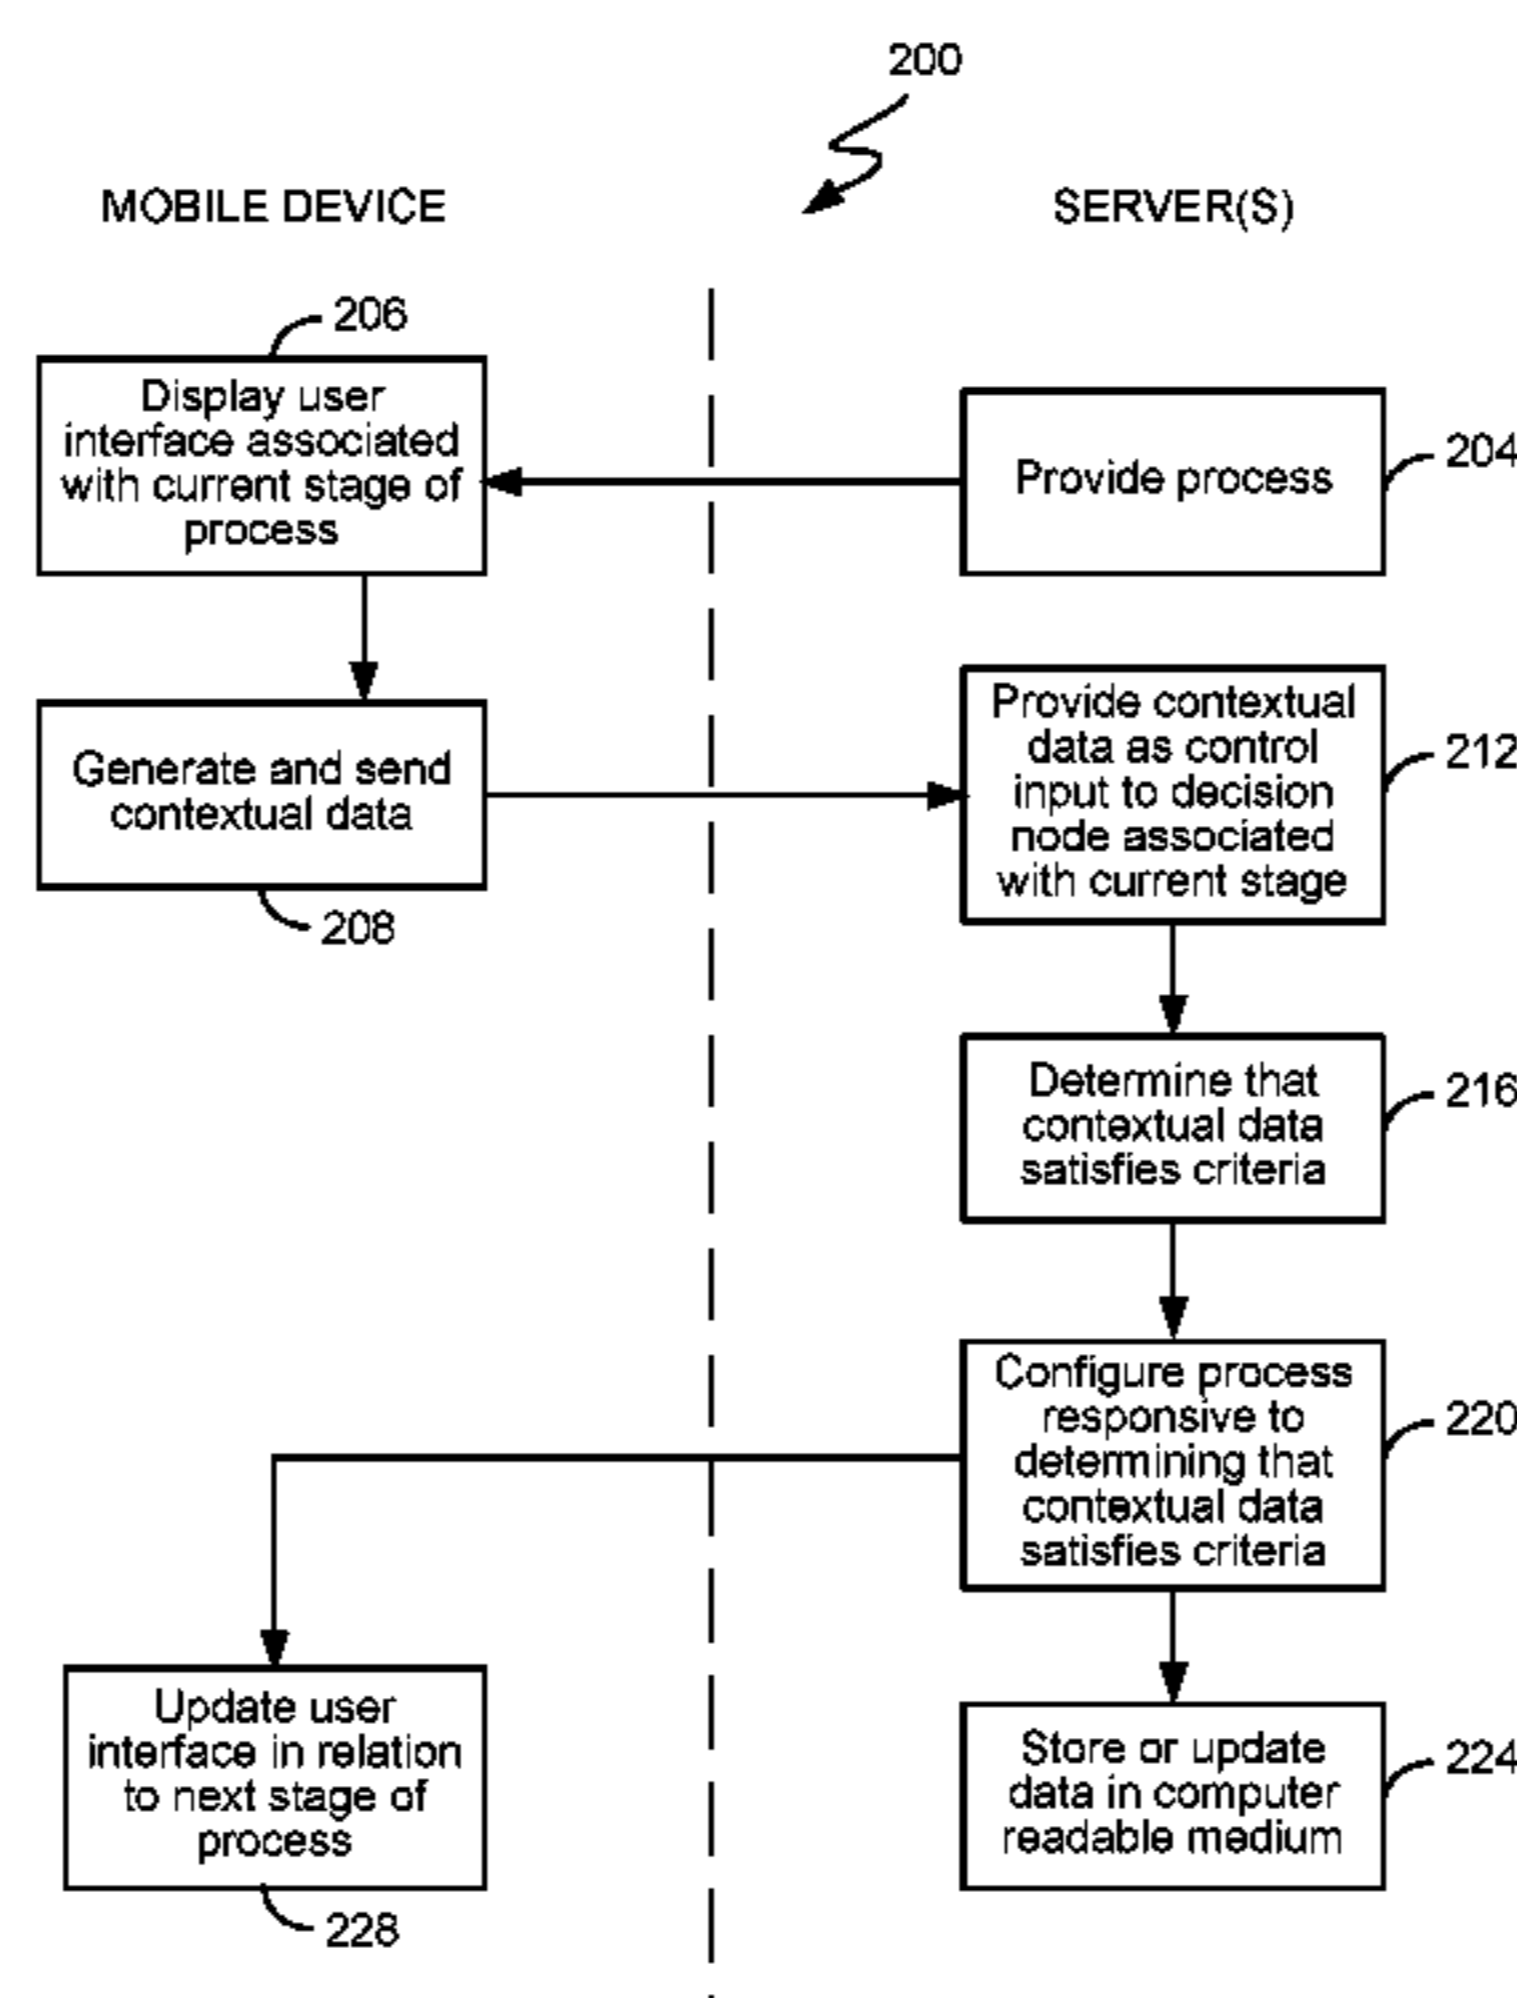 200
MOBILE DEVICE
SERVER(S)
206
Display user
interface associated
with current stage of
process
Provide process
204
Generate and send
contextual data
208
Provide contextual
data as control
input to decision
node associated
with current stage
212
Determine that
contextual data
satisfies criteria
216
Configure process
responsive to
determining that
contextual data
satisfies criteria
220
Update user
interface in relation
to next stage of
process
228
Store or update
data in computer
readable medium
224